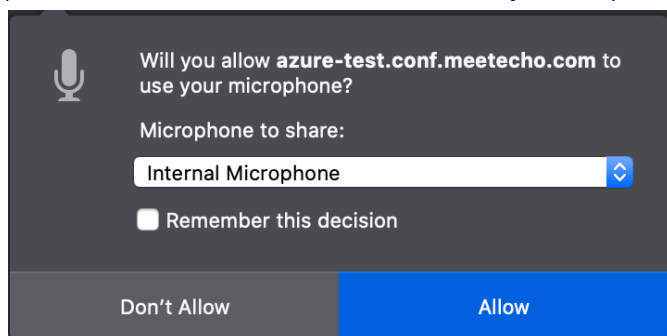 Will you allow azure-test.conf.meetecho.com to
use your microphone?
Microphone to share:
Internal Microphone
Remember this decision
Don't Allow
Allow